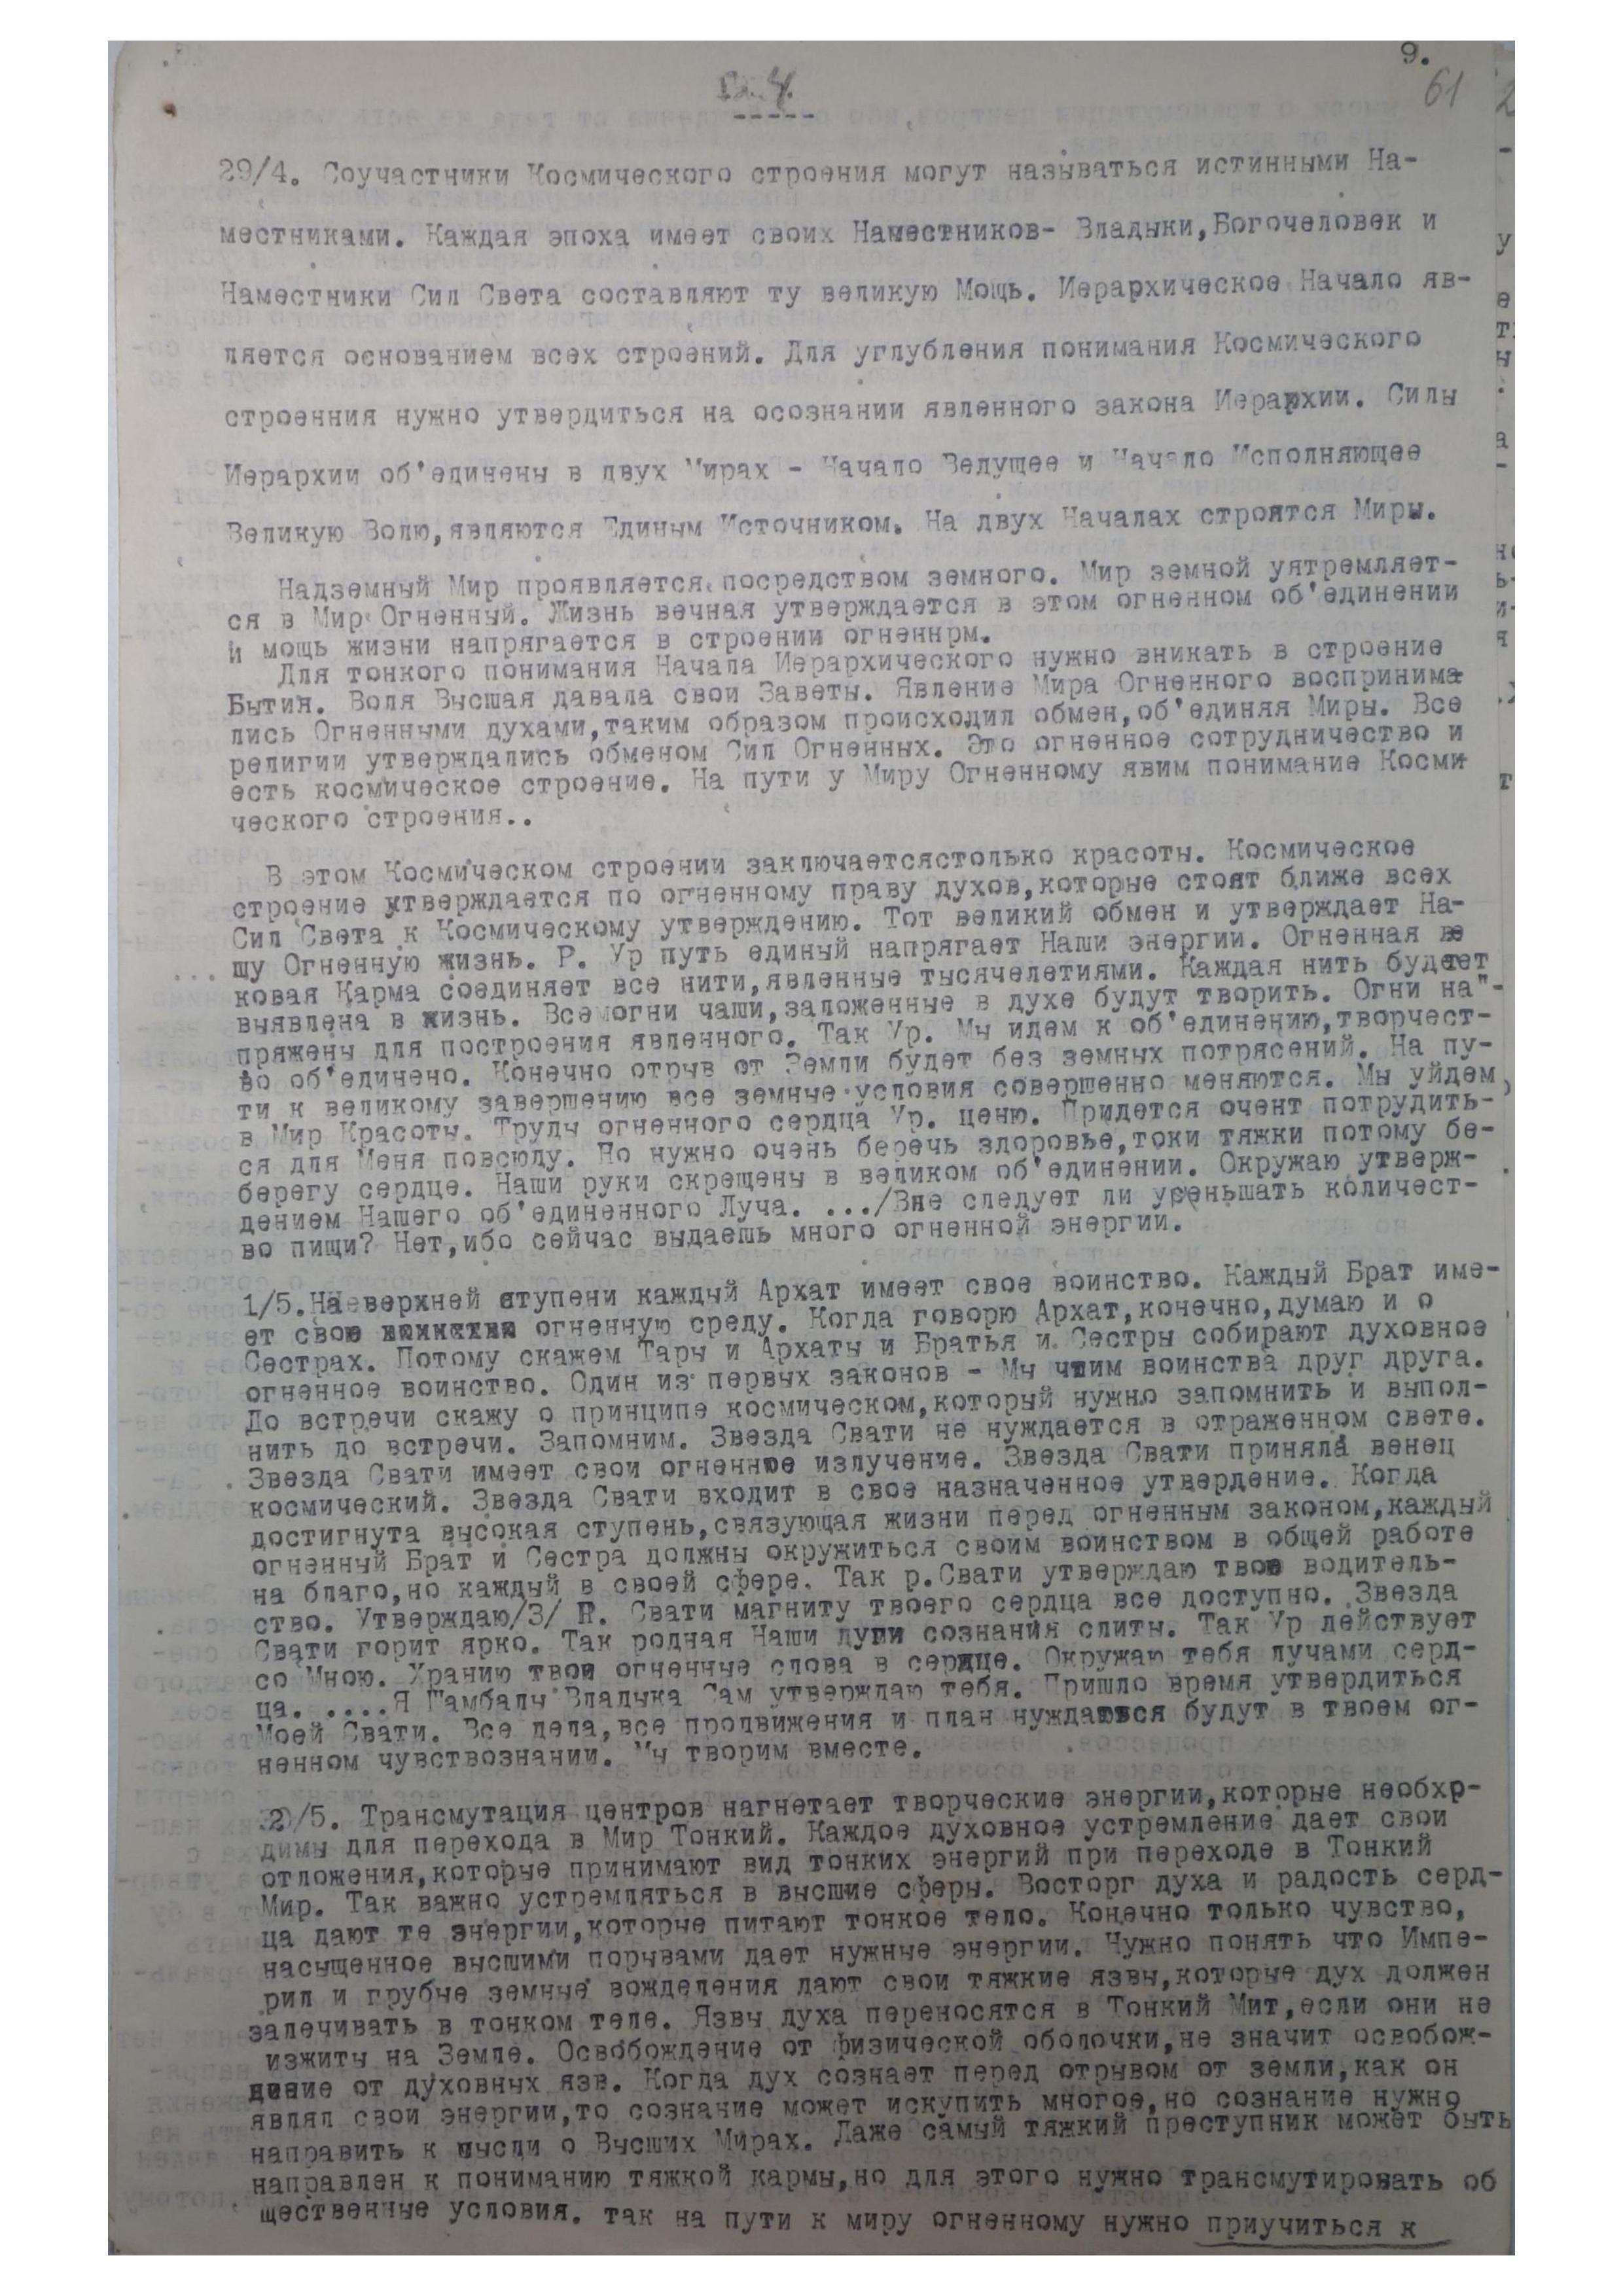 9.
61
29/4. Соучастники Космического строения могут называться истинными На-
местниками. Каждая эпоха имеет своих Наместников- Владыки,Богочеловек и
Наместники Сил Света составляют ту великую Мощь. Иерархическое Начало яв-
ляется основанием всех строений. Для углубления понимания Космического
строенния нужно утвердиться на осознании явленного закона Иерархии. Силы
Иерархии об'единены в двух Мирах - Начало Ведущее и Начало Исполняющее
Великую Волю,являются Единым Источником. На двух Началах строятся Миры.
Надземный Мир проявляется посредством земного. Мир земной уятремляет-
ся в Мир Огненный. Жизнь вечная утверждается в этом огненном об'единении
и мощь жизни напрягается в строении огненнрм.
Для тонкого понимания Начала Иерархического нужно вникать в строение
Бытия. Воля Высшая давала свои Заветы. Явление Мира Огненного воспринима-
лись Огненными духами,таким образом происходил обмен,об'единяя Миры. Все
религии утверждались обменом Сил Огненных. Это огненное сотрудничество и
есть космическое строение. На пути у Миру Огненному явим понимание Косми-
ческого строения..
В этом Космическом строении заключаетсястолько красоты. Космическое
строение утверждается по огненному праву духов,которые стоят ближе всех
Сил Света к Космическому утверждению. Тот великий обмен и утверждает На-
шу Огненную жизнь. Р. Ур путь единый напрягает Наши энергии. Огненная ве
ковая Карма соединяет все нити,явленные тысячелетиями. Каждая нить будет
выявлена в жизнь. Все огни чаши,заложенные в духе будут творить. Огни на"-
пряжены для построения явленного. Так Ур. Мы идем к об'единению,творчест-
во об'единено. Конечно отрыв от Земли будет без земных потрясений. На пу-
ти к великому завершению все земные условия совершенно меняются. Мы уйдем
в Мир Красоты. Труды огненного сердца Ур. ценю. Придется очент потрудить-
ся для Меня повсюду. Но нужно очень беречь здоровье,токи тяжки потому бе-
берегу сердце. Наши руки скрещены в великом об'единении. Окружаю утверж-
дением Нашего об'единенного Луча. .../Вне следует ли уменьшать количест-
во пищи? Нет,ибо сейчас выдаешь много огненной энергии.
1/5.На верхней ступени каждый Архат имеет свое воинство. Каждый Брат име-
ет свою огненную среду. Когда говорю Архат,конечно,думаю и о
Сестрах. Потому скажем Тары и Архаты и Братья и Сестры собирают духовное
огненное воинство. Один из первых законов - Мы чтим воинства друг друга.
До встречи скажу о принципе космическом,который нужно запомнить и выпол-
нить до встречи. Запомним. Звезда Свати не нуждается в отраженном свете.
Звезда Свати имеет свои огненное излучение. Звезда Свати приняла венец
космический. Звезда Свати входит в свое назначенное утвердение. Когда
достигнута высокая ступень,связующая жизни перед огненным законом,каждый
огненный Брат и Сестра должны окружиться своим воинством в общей работе
на благо,но каждый в своей сфере. Так р.Свати утверждаю твое водитель-
ство. Утверждаю/3/ Р. Свати магниту твоего сердца все доступно. Звезда
Свати горит ярко. Так родная Наши сознания слиты. Так Ур действует
со Мною. Храню твои огненные слова в сердце. Окружаю тебя лучами серд-
ца. ....Я Шамбалы Владыка Сам утверждаю тебя. Пришло время утвердиться
Моей Свати. Все дела,все продвижения и план нуждаются будут в твоем ог-
ненном чувствознании. Мы творим вместе.
2/5. Трансмутация центров нагнетает творческие энергии,которые необхр-
димы для перехода в Мир Тонкий. Каждое духовное устремление дает свои
отложения,которые принимают вид тонких энергий при переходе в Тонкий
Мир. Так важно устремляться в высшие сферы. Восторг духа и радость серд-
ца дают те энергии,которые питают тонкое тело. Конечно только чувство,
насыщенное высшими порывами дает нужные энергии. Нужно понять что Импе-
рил и грубые земные вожделения дают свои тяжкие язвы,которые дух должен
залечивать в тонком теле. Язвы духа переносятся в Тонкий Мит,если они не
изжиты на Земле. Освобождение от физической оболочки,не значит освобож-
дение от духовных язв. Когда дух сознает перед отрывом от земли,как он
являл свои энергии,то сознание может искупить многое,но сознание нужно
направить к мысли о Высших Мирах. Даже самый тяжкий преступник может быть
направлен к пониманию тяжкой кармы,но для этого нужно трансмутировать об
щественные условия. так на пути к миру огненному нужно приучиться к